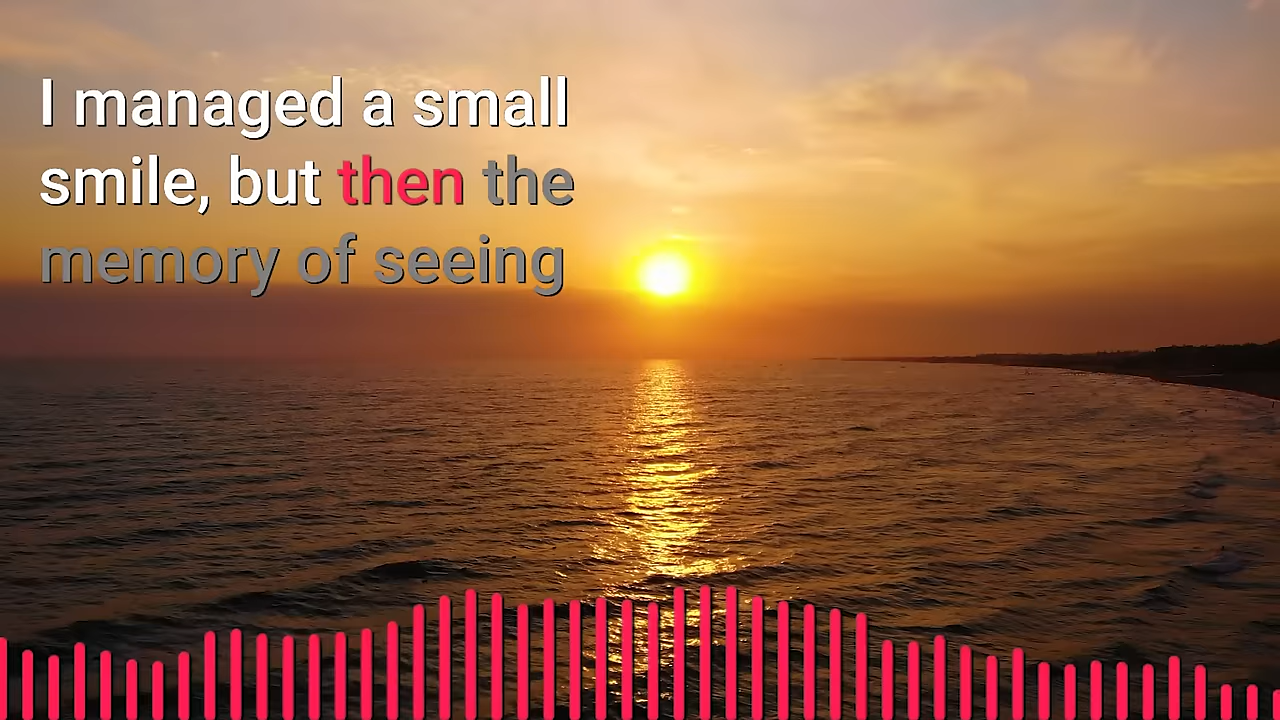 I managed a small
smile, but then the
memory of seeing